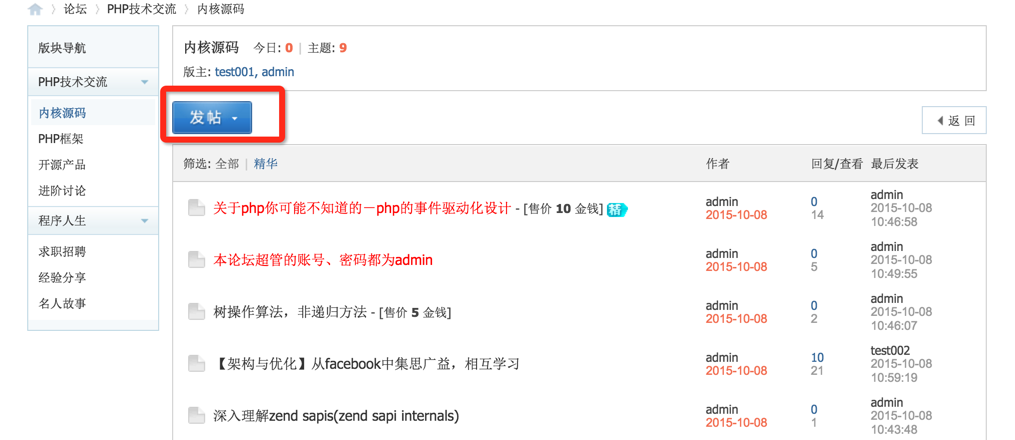 论坛 PHP技术交流 内核源码
版块导航
PHP技术交流
内核源码
PHP框架
开源产品
进阶讨论
程序人生
求职招聘
经验分享
名人故事
内核源码 今日: 0 | 主题: 9
版主: test001, admin
发帖
返回
筛选: 全部 | 精华 作者 回复/查看 最后发表
关于php你可能不知道的－php的事件驱动化设计 - [售价 10 金钱] 精 admin 0 admin
2015-10-08 14 2015-10-08
10:46:58
本论坛超管的账号、密码都为admin admin 0 admin
2015-10-08 5 2015-10-08
10:49:55
树操作算法，非递归方法 - [售价 5 金钱] admin 0 admin
2015-10-08 2 2015-10-08
10:46:07
【架构与优化】从facebook中集思广益，相互学习 admin 10 test002
2015-10-08 21 2015-10-08
10:59:19
深入理解zend sapis(zend sapi internals) admin 0 admin
2015-10-08 1 2015-10-08
10:43:48